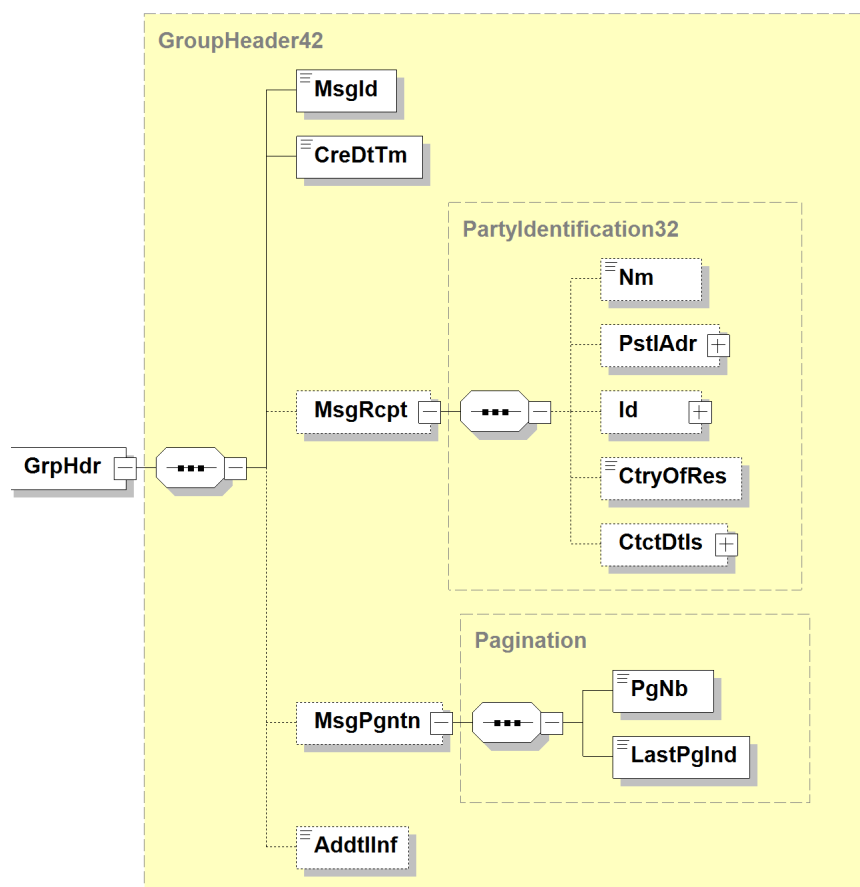 GroupHeader42
MsgId
CreDtTm
PartyIdentification32
Nm
PstlAdr
MsgRcpt
Id
GrpHdr
CtryOfRes
CtctDtls
Pagination
PgNb
MsgPgntn
LastPgInd
AddtlInf